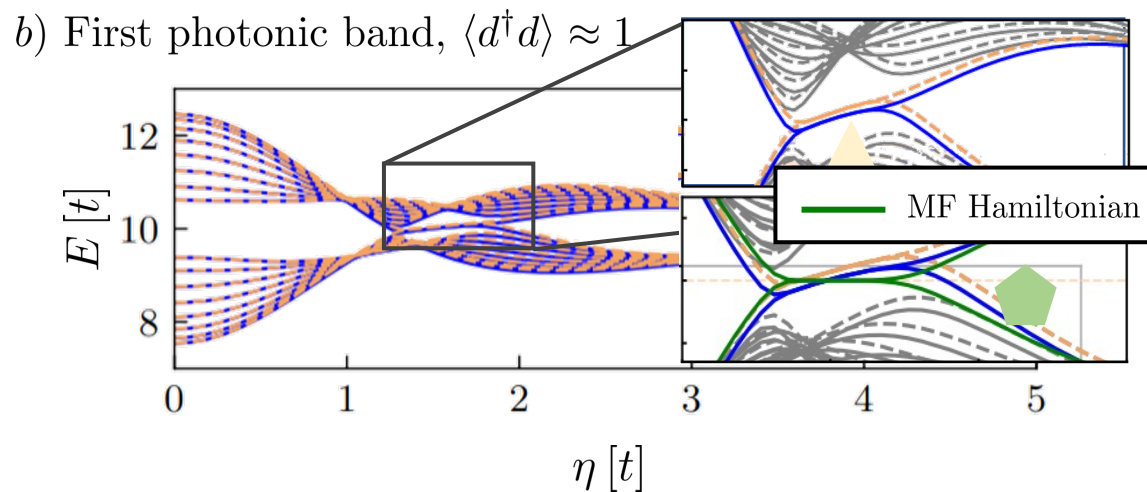 b) First photonic band, ⟨d†d⟩ ≈ 1
E [t]
12
10
8
MF Hamiltonian
0 1 2 3 4 5
η [t]